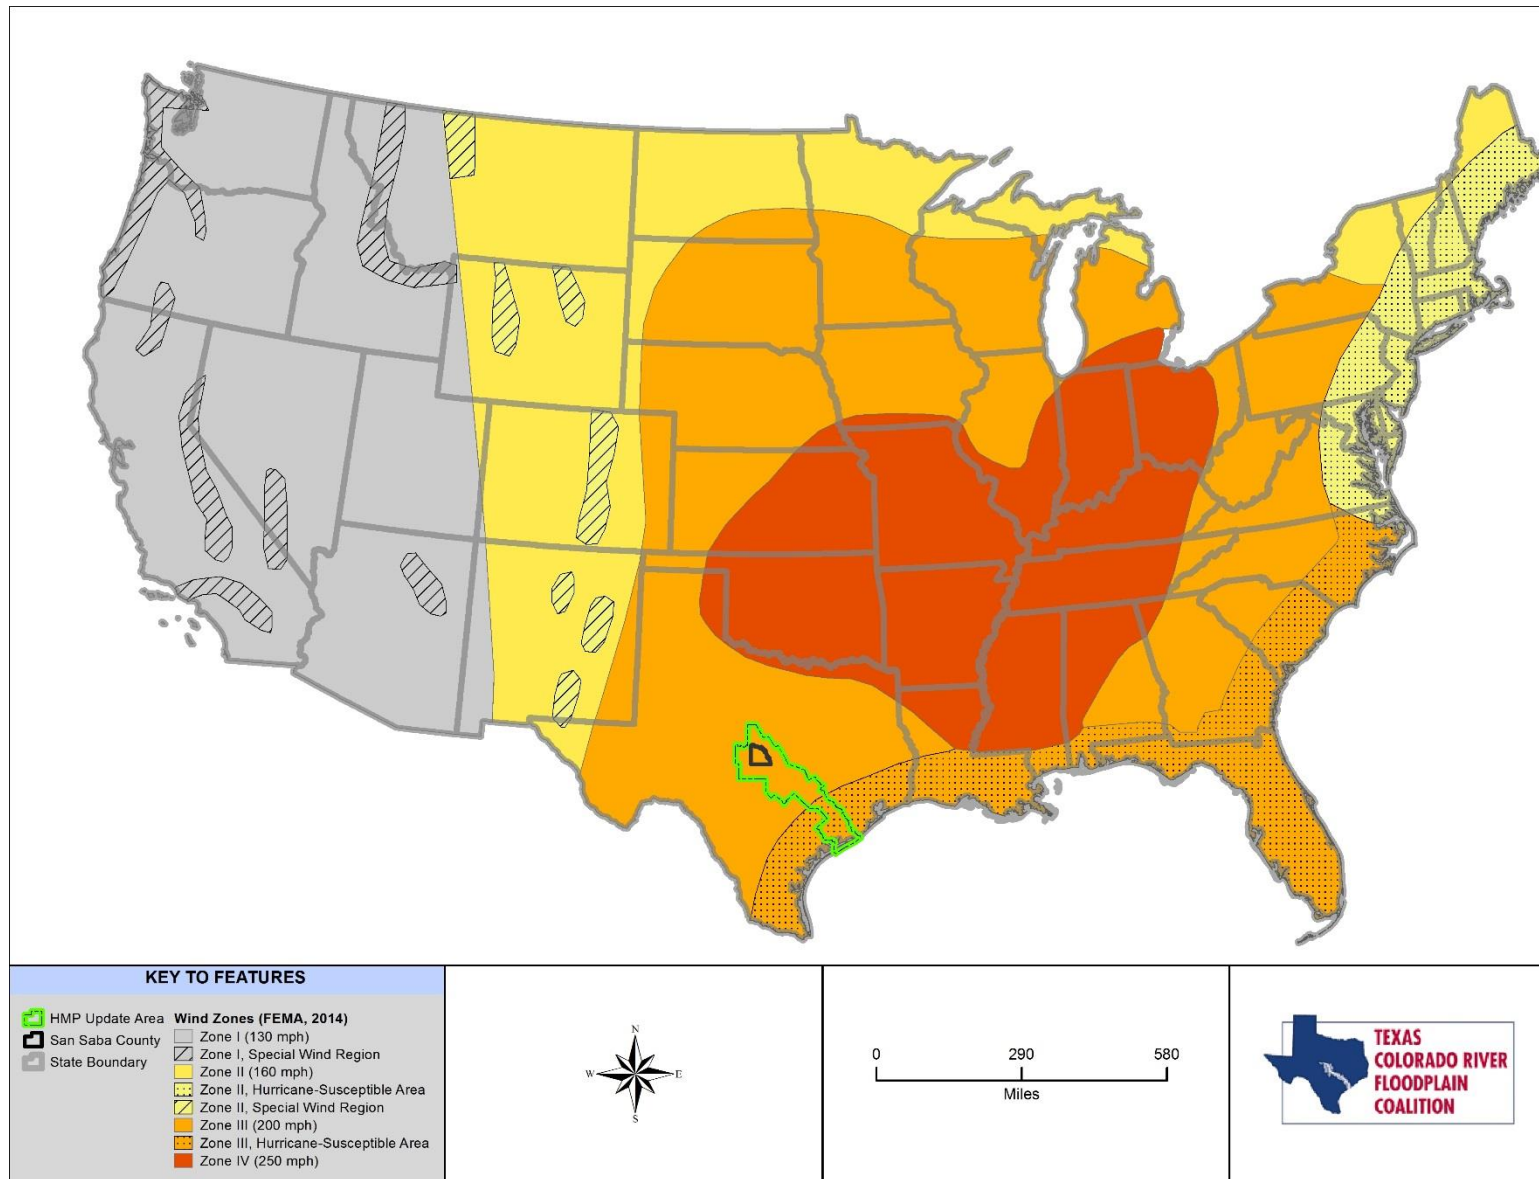 KEY TO FEATURES
HMP Update Area
San Saba County
State Boundary
Wind Zones (FEMA, 2014)
Zone I (130 mph)
Zone I, Special Wind Region
Zone II (160 mph)
Zone II, Hurricane-Susceptible Area
Zone II, Special Wind Region
Zone III (200 mph)
Zone III, Hurricane-Susceptible Area
Zone IV (250 mph)
N
W E
S
0 290 580
Miles
TEXAS
COLORADO RIVER
FLOODPLAIN
COALITION